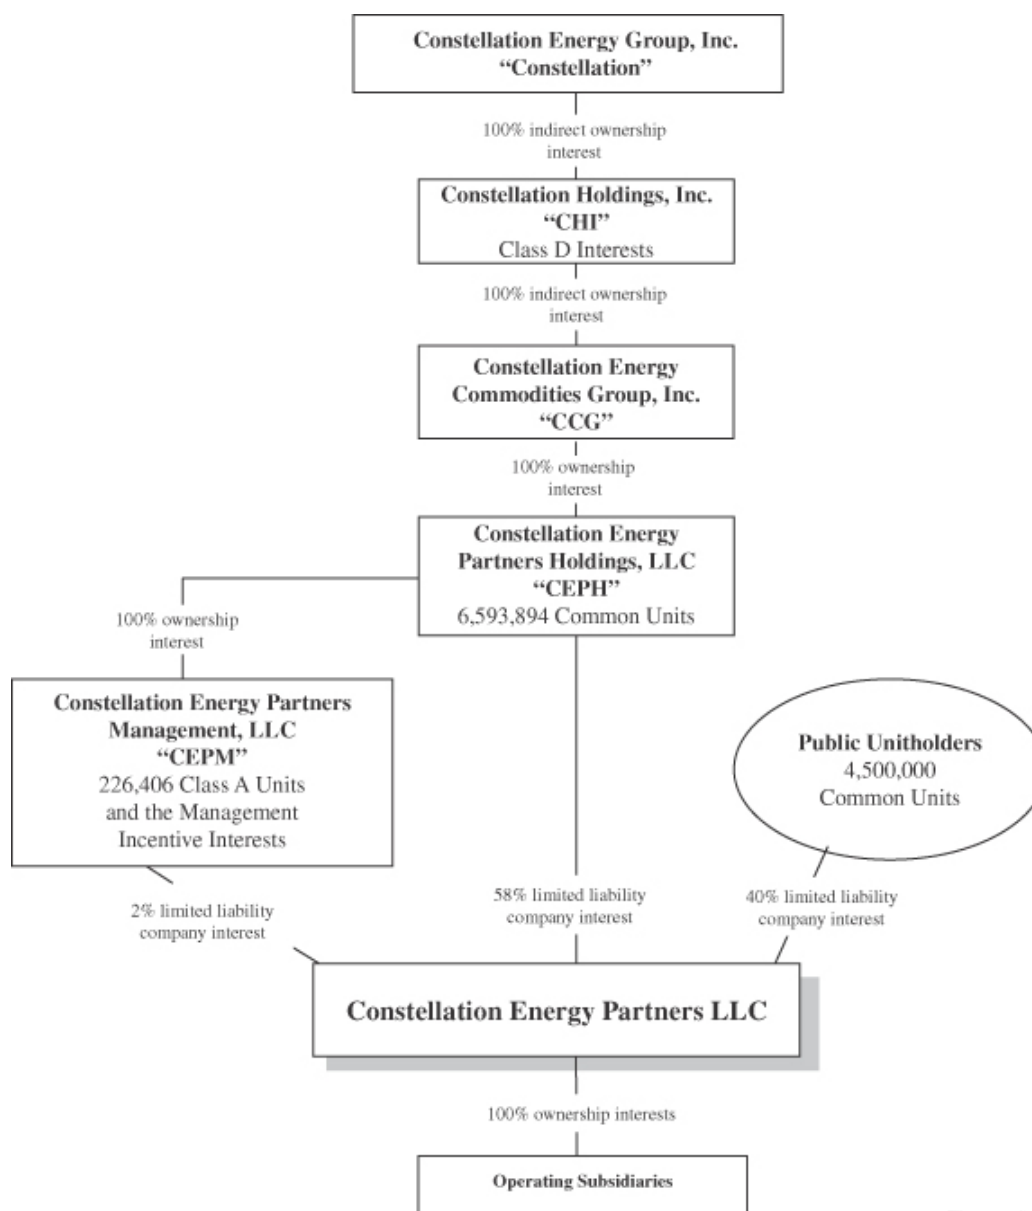 Constellation Energy Group, Inc.
“Constellation”
100% indirect ownership
interest
Constellation Holdings, Inc.
“CHI”
Class D Interests
100% indirect ownership
interest
Constellation Energy
Commodities Group, Inc.
“CCG”
100% ownership
interest
Constellation Energy
Partners Holdings, LLC
“CEPH”
6,593,894 Common Units
100% ownership
interest
Constellation Energy Partners
Management, LLC
“CEPM”
226,406 Class A Units
and the Management
Incentive Interests
Public Unitholders
4,500,000
Common Units
2% limited liability
company interest
58% limited liability
company interest
40% limited liability
company interest
Constellation Energy Partners LLC
100% ownership interests
Operating Subsidiaries